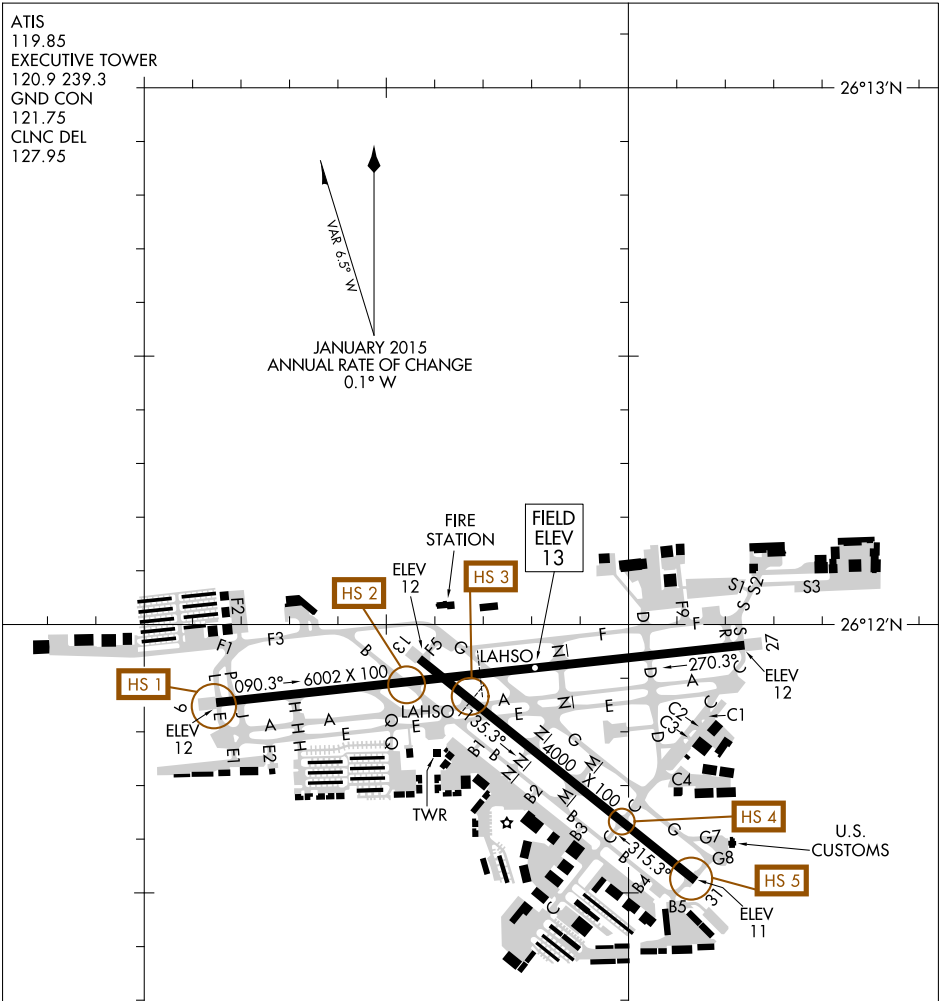 ATIS
119.85
EXECUTIVE TOWER
120.9 239.3
GND CON
121.75
CLNC DEL
127.95
26°13'N
VAR 6.5° W
JANUARY 2015
ANNUAL RATE OF CHANGE
0.1° W
FIRE
STATION
FIELD
ELEV
13
HS 3
HS 2
ELEV
12
HS 1
F2
F1
F3
B
13
F5
G
LAHSO
N
F
D
F9
F
S1
S2
S
S3
R
S
26°12'N
27
P
L
E
9
ELEV
12
090.3°
6002 X 100
270.3°
ELEV
12
J
A
H
H
H
A
E
Q
Q
E
LAHSO
A
E
N
E
D
A
C
C
D
E1
E2
135.3°
N
G
M
4000 X 100
C2
C3
C1
C4
B1
B
N
B2
M
B
B3
C
B
B4
C
G
G7
G8
HS 4
U.S.
CUSTOMS
TWR
315.3°
HS 5
C
B5
31
ELEV
11